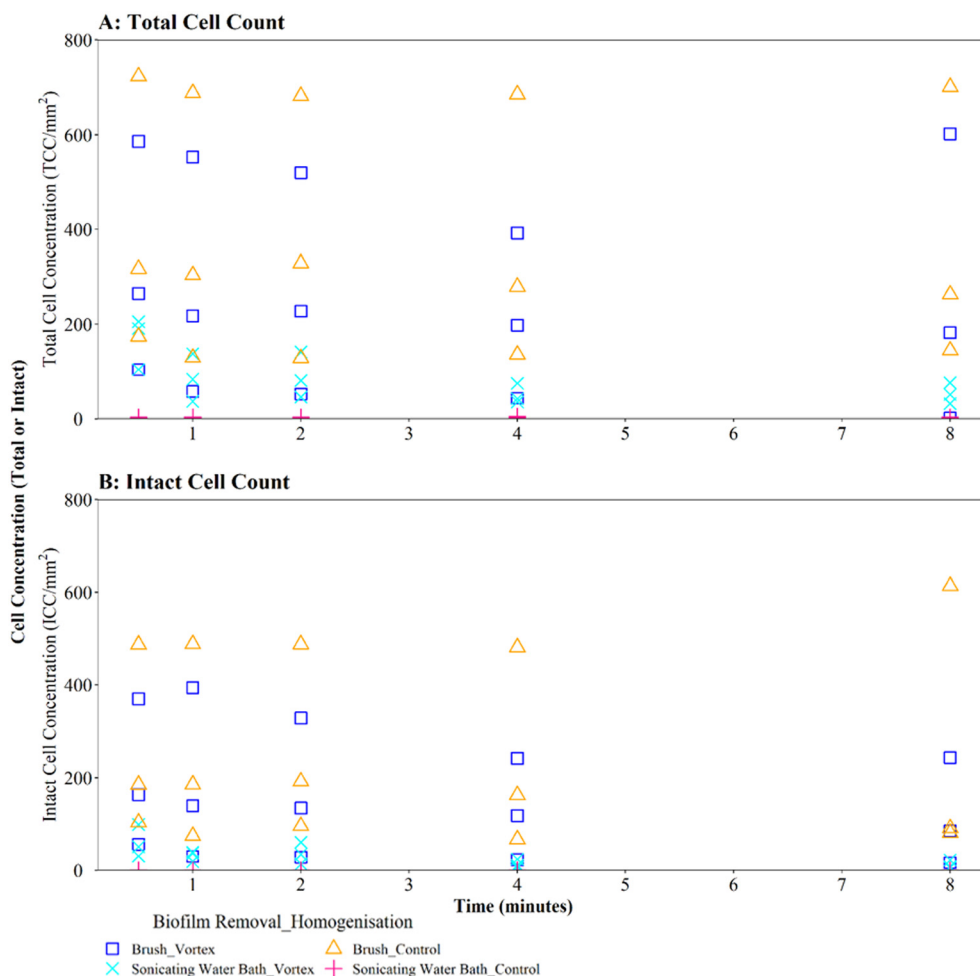 A: Total Cell Count
Cell Concentration (Total or Intact)
Total Cell Concentration (TCC/mm²)
800
600
400
200
0
1
2
3
4
5
6
7
8
B: Intact Cell Count
Intact Cell Concentration (ICC/mm²)
800
600
400
200
0
1
2
3
4
5
6
7
8
Time (minutes)
Biofilm Removal_Homogenisation
Brush_Vortex
Brush_Control
Sonicating Water Bath_Vortex
Sonicating Water Bath_Control